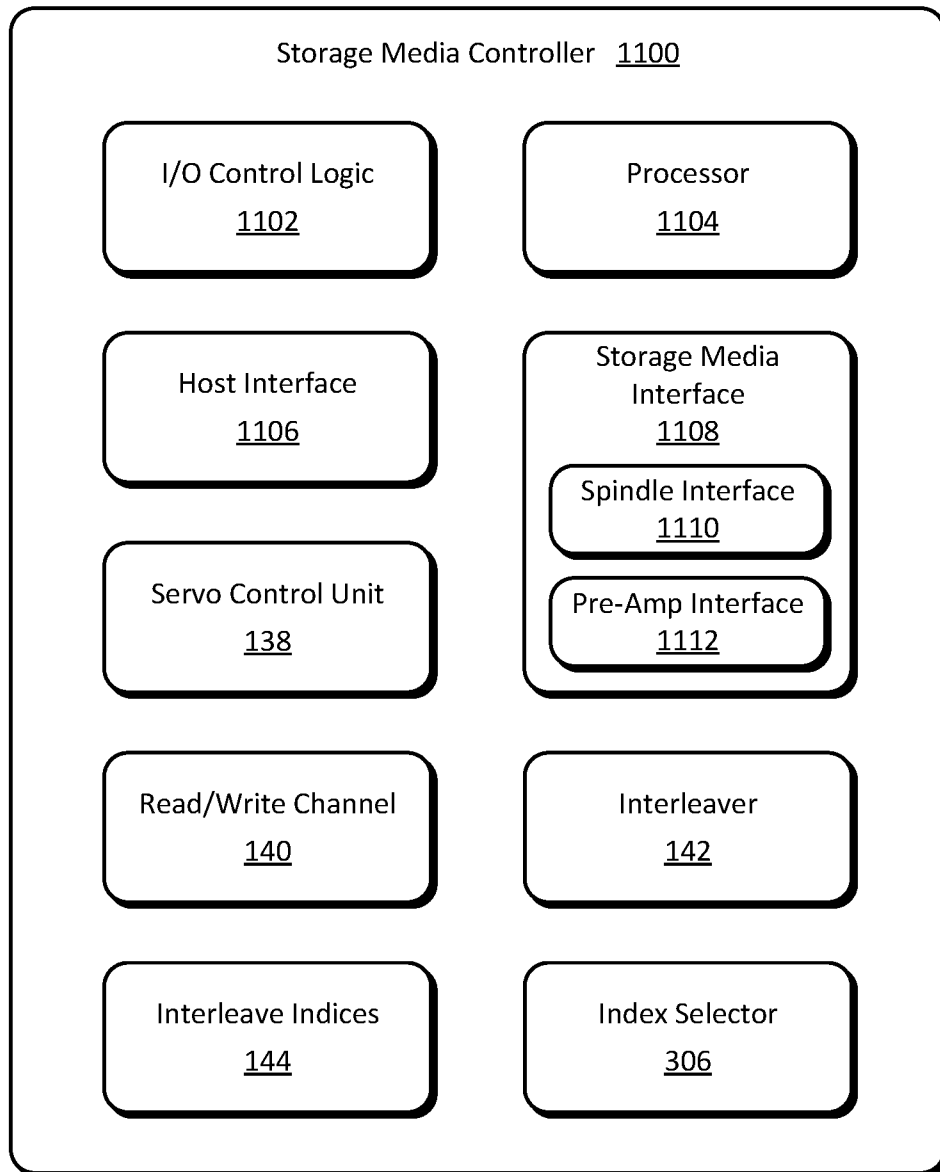 Storage Media Controller 1100
I/O Control Logic
1102
Processor
1104
Host Interface
1106
Storage Media
Interface
1108
Spindle Interface
1110
Pre-Amp Interface
1112
Servo Control Unit
138
Read/Write Channel
140
Interleaver
142
Interleave Indices
144
Index Selector
306